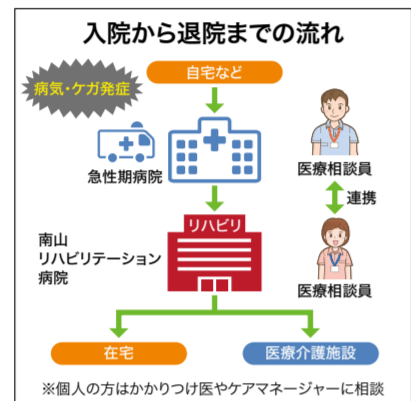 入院から退院までの流れ
病気・ケガ発症
自宅など
急性期病院
医療相談員
連携
リハビリ
南山
リハビリテーション
病院
医療相談員
在宅
医療介護施設
※個人の方はかかりつけ医やケアマネージャーに相談